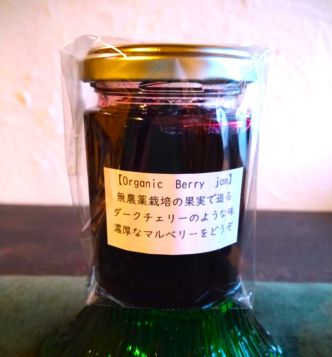 【Organic Berry jam】
無農薬栽培の果実で造る
ダークチェリーのような味
濃厚なマルベリーをどうぞ